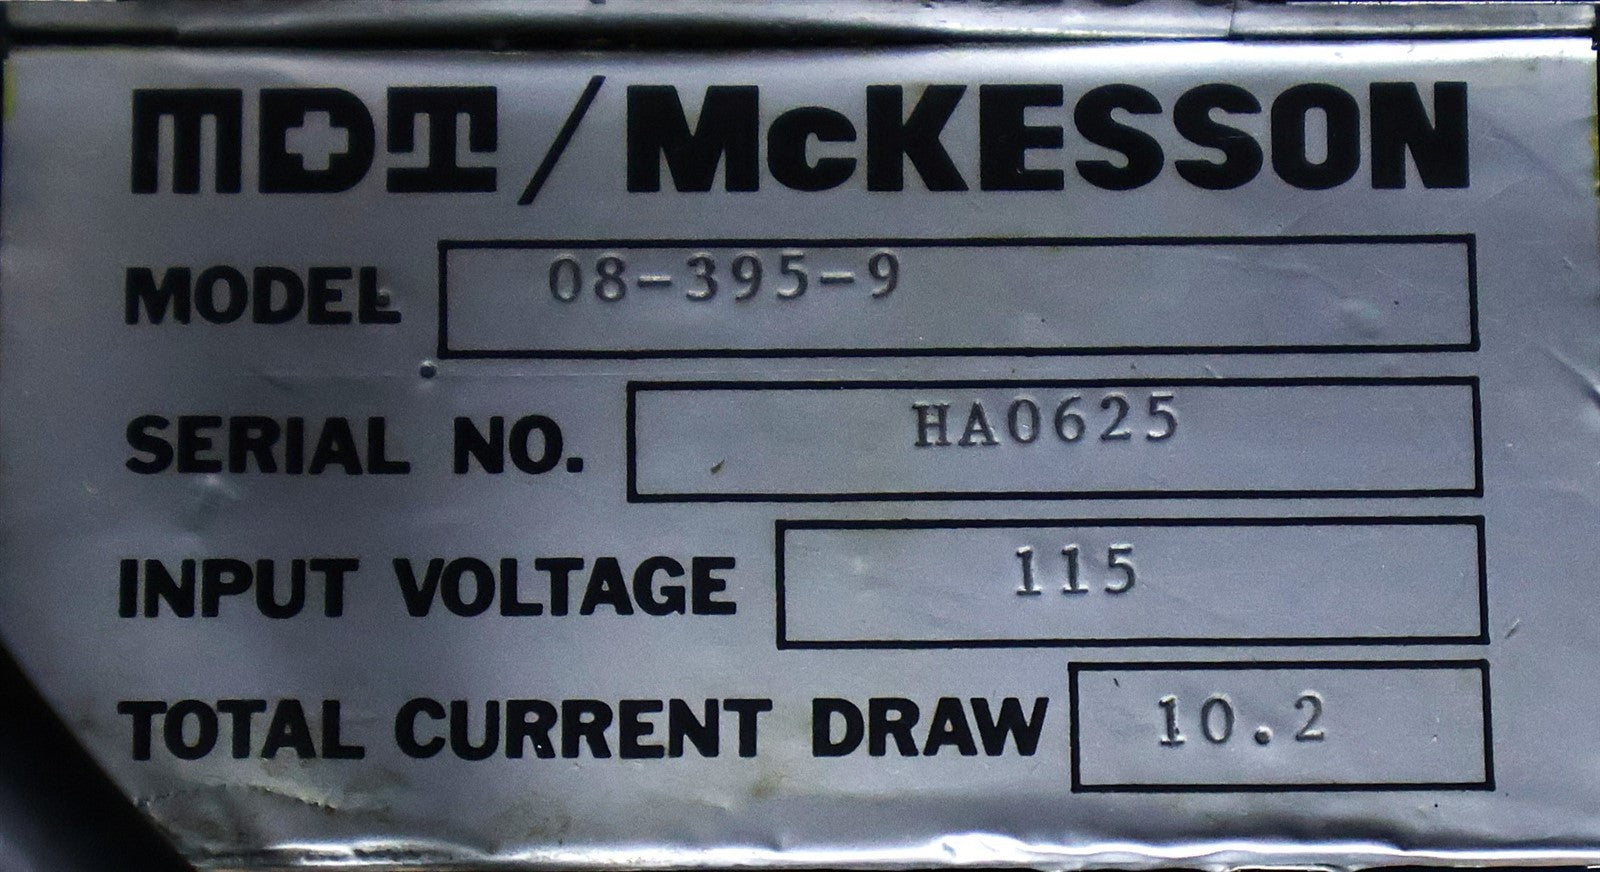 MDT/McKESSON
MODEL 08-395-9
SERIAL NO. HA0625
INPUT VOLTAGE 115
TOTAL CURRENT DRAW 10.2